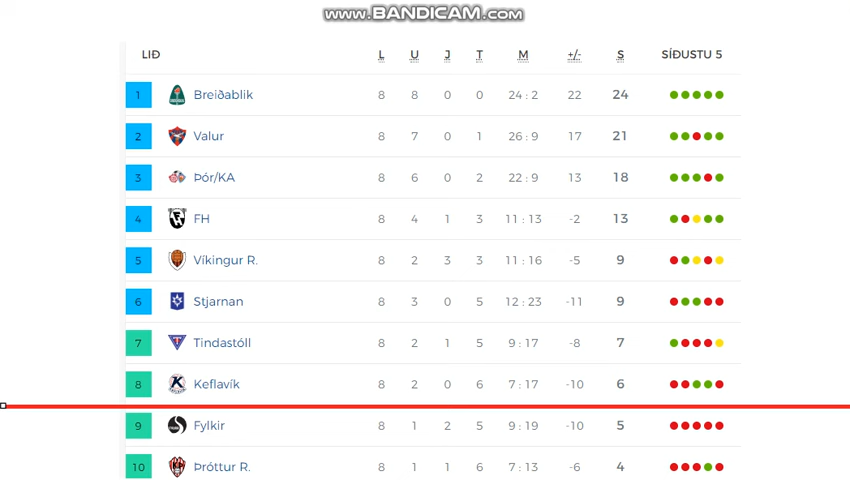 www.BANDICAM.com
LIÐ L U J T M +/- S SÍÐUSTU 5
1 Breiðablik 8 8 0 0 24 : 2 22 24
2 Valur 8 7 0 1 26 : 9 17 21
3 Þór/KA 8 6 0 2 22 : 9 13 18
4 FH 8 4 1 3 11 : 13 -2 13
5 Víkingur R. 8 2 3 3 11 : 16 -5 9
6 Stjarnan 8 3 0 5 12 : 23 -11 9
7 Tindastóll 8 2 1 5 9 : 17 -8 7
8 Keflavík 8 2 0 6 7 : 17 -10 6
9 Fylkir 8 1 2 5 9 : 19 -10 5
10 Þróttur R. 8 1 1 6 7 : 13 -6 4